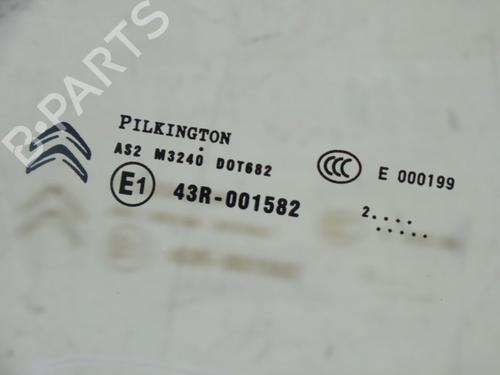 B-PARTS
PILKINGTON
AS2 M3240 DOT682
CCC E 000199
E1 43R-001582
2....
.....